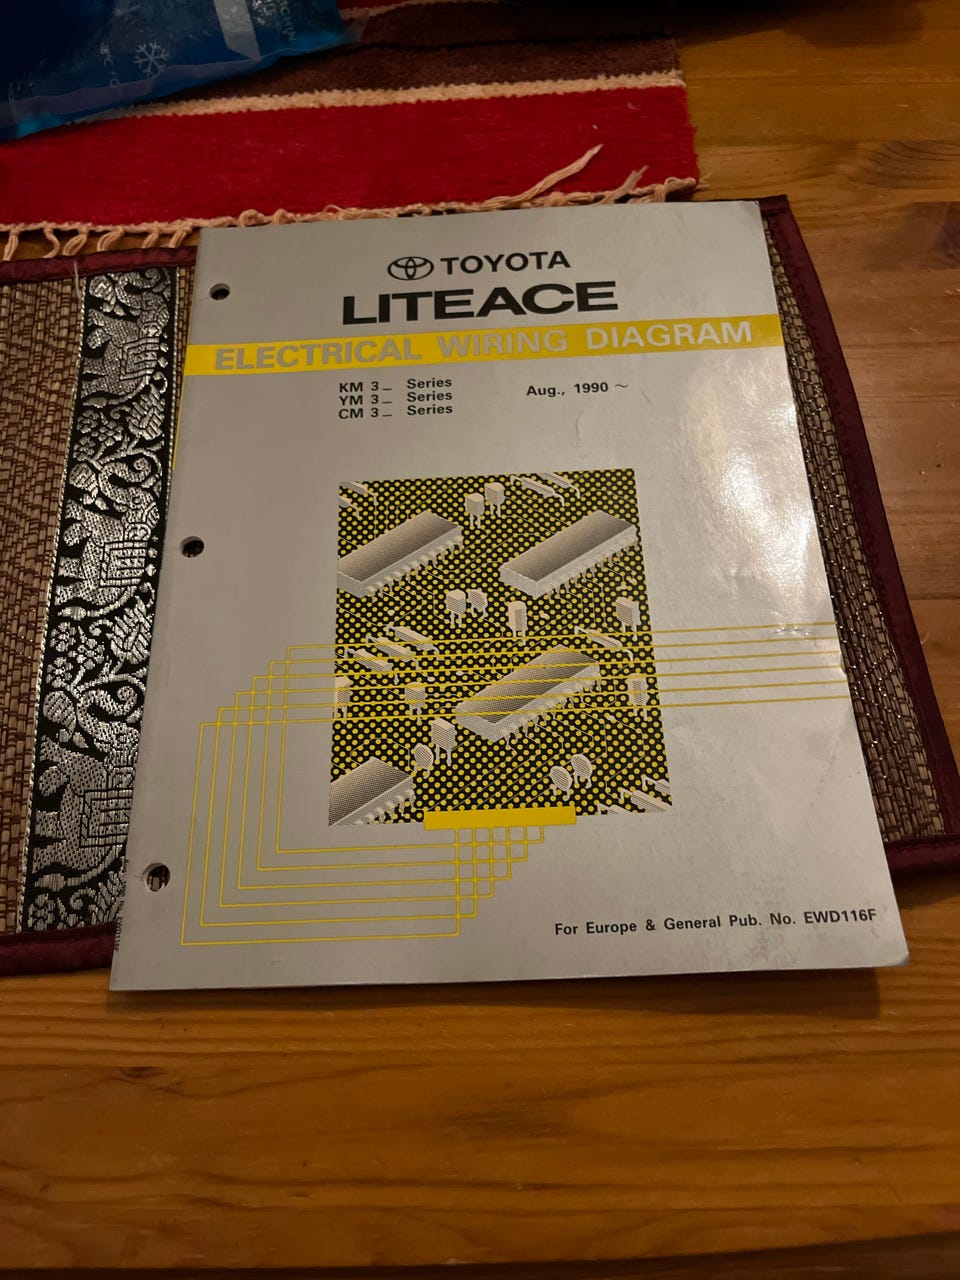 TOYOTA
LITEACE
ELECTRICAL WIRING DIAGRAM
KM 3_ Series
YM 3_ Series
CM 3_ Series
Aug., 1990 ~
For Europe & General Pub. No. EWD116F